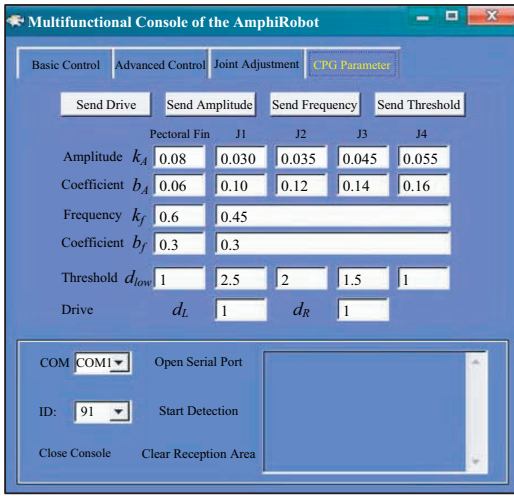 Multifunctional Console of the AmphiRobot
Basic Control Advanced Control Joint Adjustment CPG Parameter
Send Drive Send Amplitude Send Frequency Send Threshold
Pectoral Fin J1 J2 J3 J4
Amplitude k_A 0.08 0.030 0.035 0.045 0.055
Coefficient b_A 0.06 0.10 0.12 0.14 0.16
Frequency k_f 0.6 0.45
Coefficient b_f 0.3 0.3
Threshold d_low 1 2.5 2 1.5 1
Drive d_L 1 d_R 1
COM COM1 Open Serial Port
ID: 91 Start Detection
Close Console Clear Reception Area